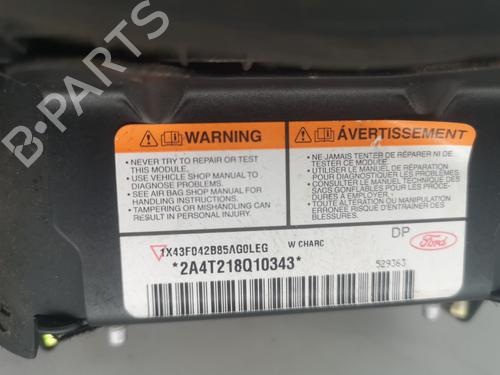 B-PARTS
WARNING
• NEVER TRY TO REPAIR OR TEST
THIS MODULE.
• USE VEHICLE SHOP MANUAL TO
DIAGNOSE PROBLEMS.
• SEE AIR BAG SHOP MANUAL FOR
HANDLING INSTRUCTIONS.
• TAMPERING OR MISHANDLING CAN
RESULT IN PERSONAL INJURY.
ÁVERTISSEMENT
• NE JAMAIS TENTER DE RÉPARER NI DE
TESTER CE MODULE.
• UTILISER LE MANUEL DE RÉPARATION
POUR DIAGNOSTIQUER LES PROBLÈMES.
• CONSULTER LE MANUEL TECHNIQUE DES
SACS GONFLABLES POUR LES PROCÉ-
DURES À EMPLOYER.
• TOUTE ALTÉRATION OU MANIPULATION
ERRONÉE RISQUE D'ENTRAÎNER DES
BLESSURES.
1X43F042B85AG0LEG W CHARC
*2A4T218Q10343*
DP
Ford
529363